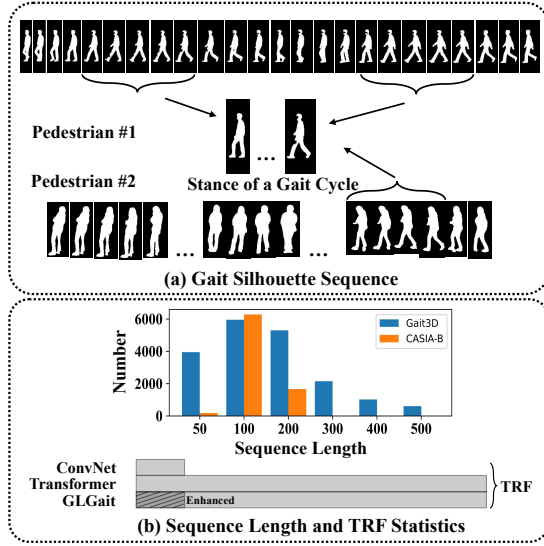 Pedestrian #1
...
Pedestrian #2
Stance of a Gait Cycle
... ...
(a) Gait Silhouette Sequence
6000
4000
2000
0
Number
Gait3D
CASIA-B
50 100 200 300 400 500
Sequence Length
ConvNet
Transformer
GLGait
Enhanced
TRF
(b) Sequence Length and TRF Statistics